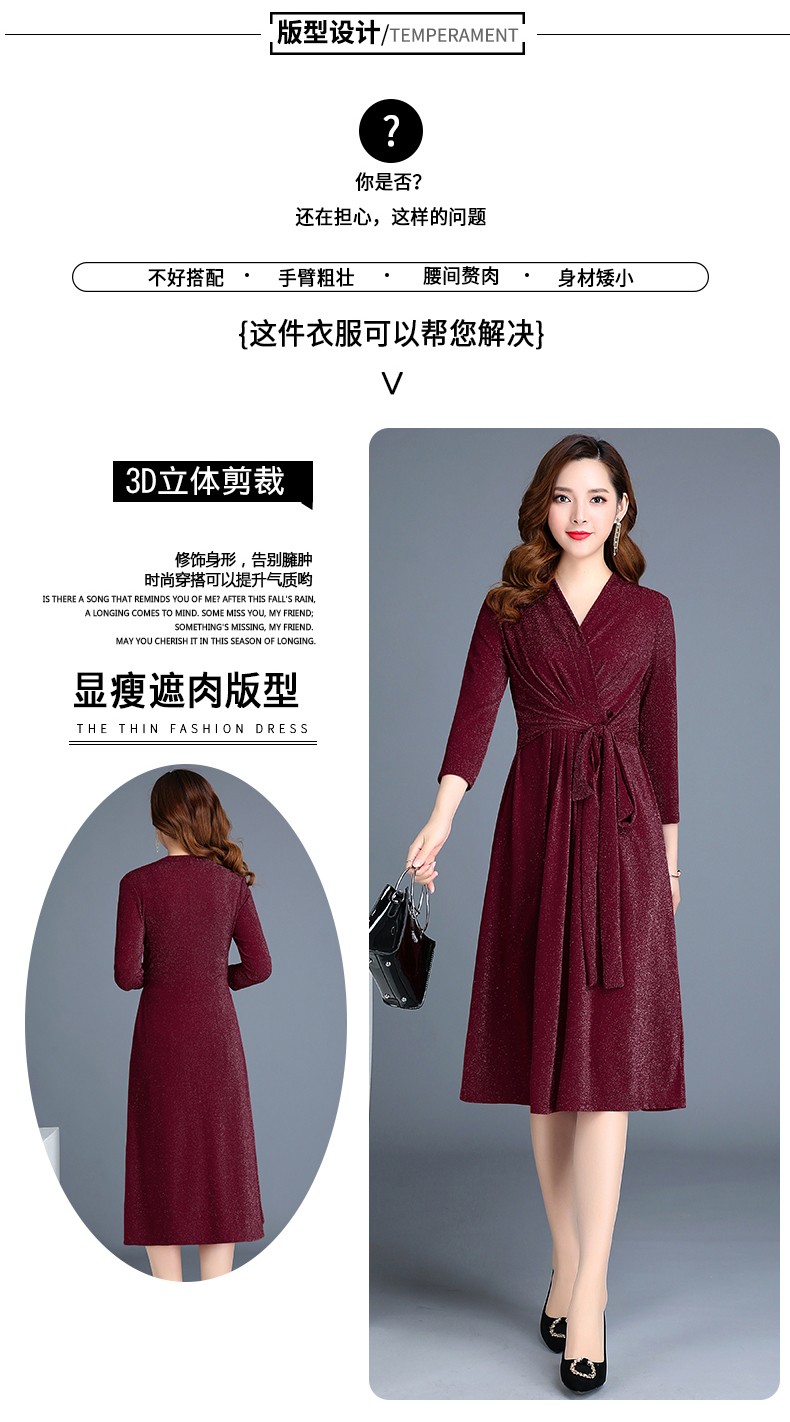 版型设计/TEMPERAMENT
?
你是否?
还在担心，这样的问题
不好搭配 · 手臂粗壮 · 腰间赘肉 · 身材矮小
{这件衣服可以帮您解决}
3D立体剪裁
修饰身形，告别臃肿
时尚穿搭可以提升气质哟
IS THERE A SONG THAT REMINDS YOU OF ME? AFTER THIS FALL'S RAIN,
A LONGING COMES TO MIND. SOME MISS YOU, MY FRIEND;
SOMETHING'S MISSING, MY FRIEND.
MAY YOU CHERISH IT IN THIS SEASON OF LONGING.
显瘦遮肉版型
THE THIN FASHION DRESS